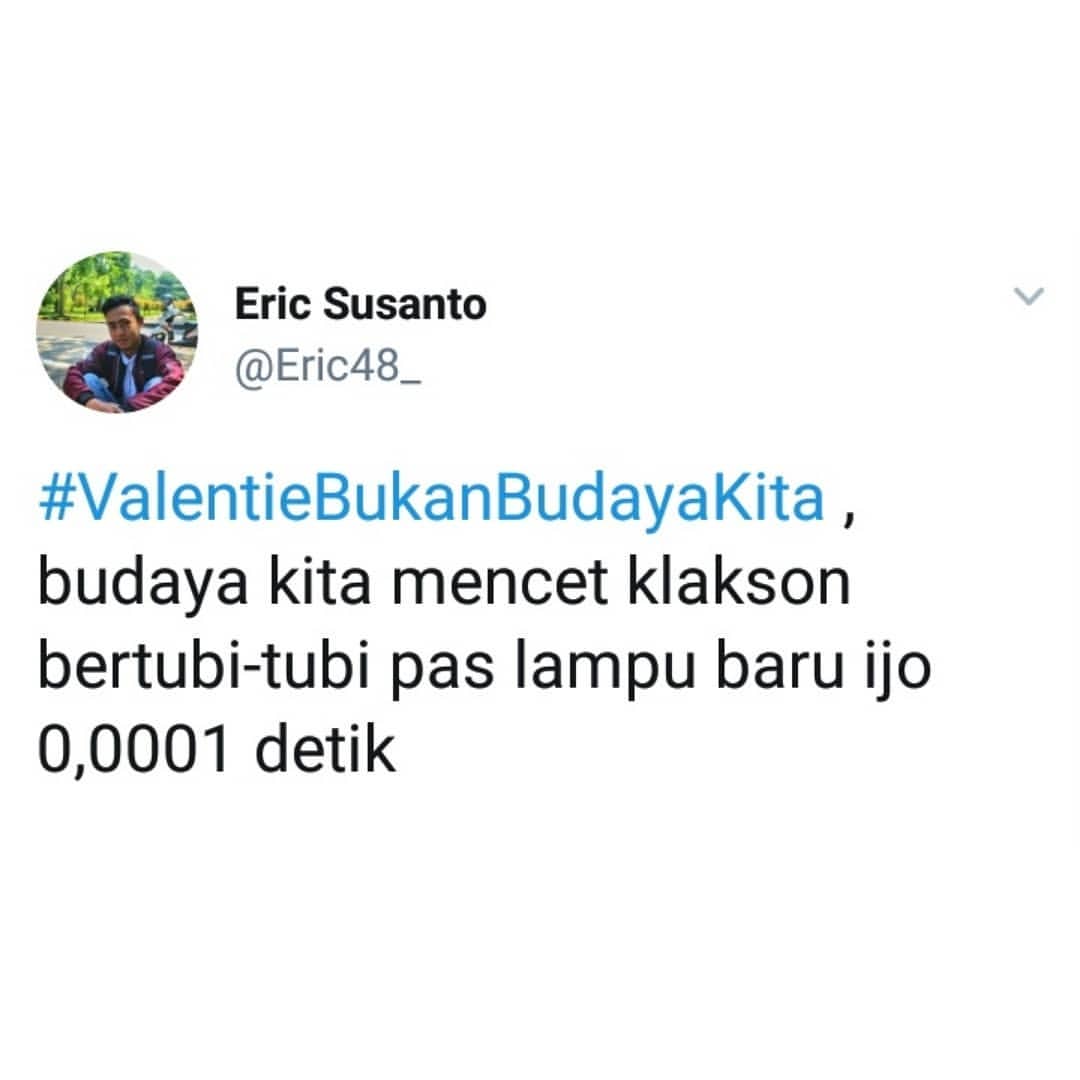 Eric Susanto
@Eric48_
#ValentieBukanBudayaKita ,
budaya kita mencet klakson
bertubi-tubi pas lampu baru ijo
0,0001 detik